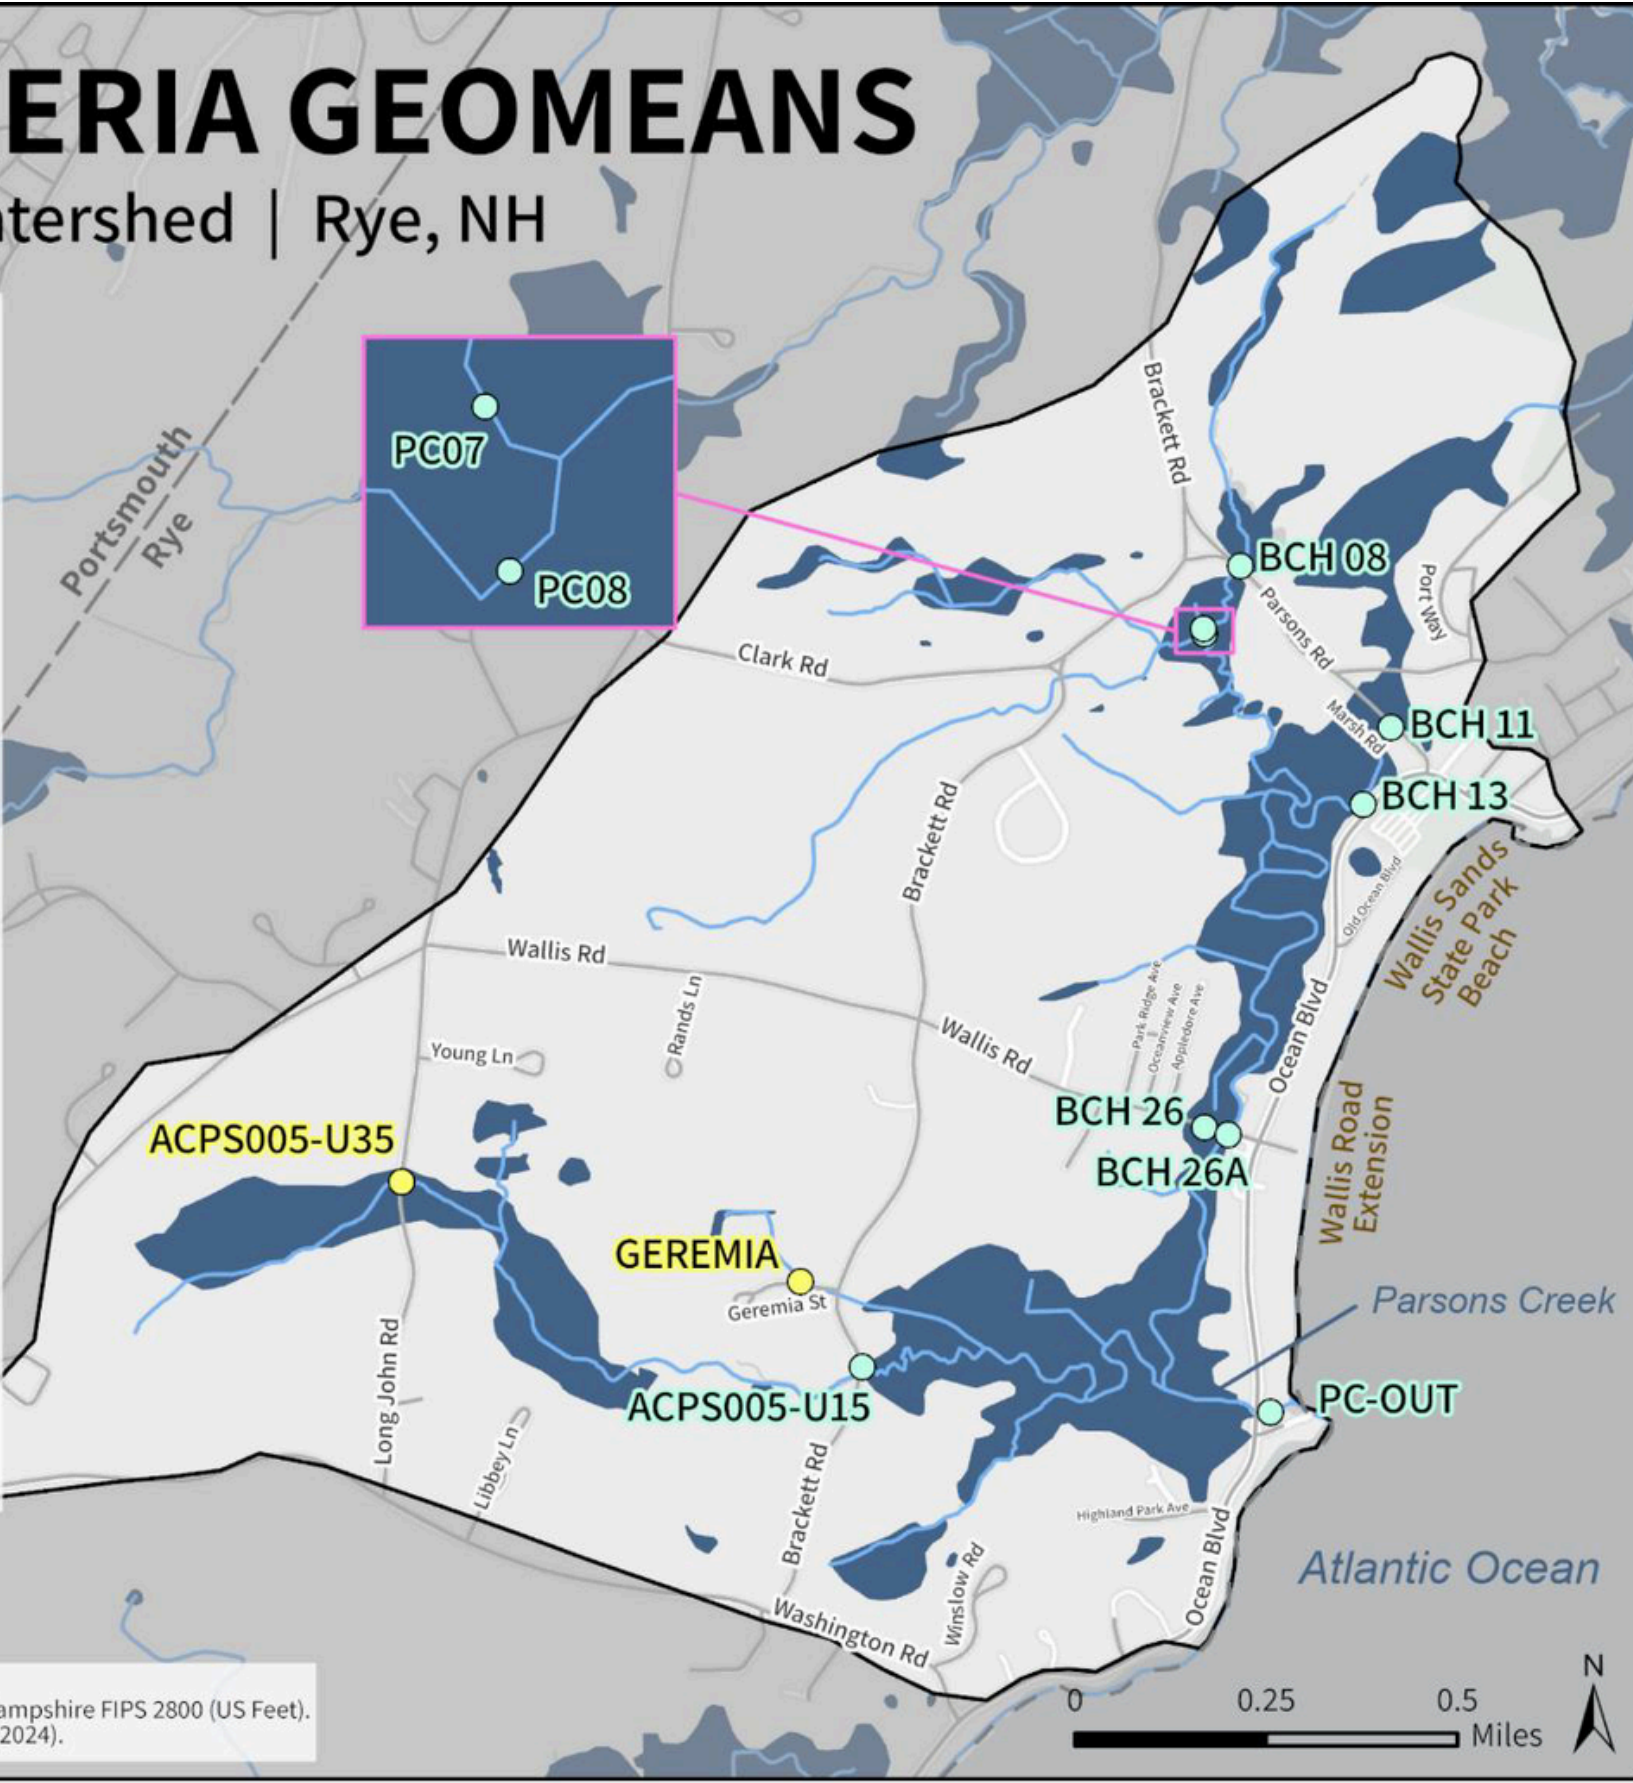 ERIA GEOMEANS
tershed | Rye, NH
Portsmouth
Rye
PC07
PC08
Brackett Rd
BCH 08
Parsons Rd
Port Way
Clark Rd
Marsh Rd
BCH 11
BCH 13
Brackett Rd
Old Ocean Blvd
Wallis Sands
State Park
Beach
Wallis Rd
Rands Ln
Wallis Rd
Park Ridge Ave
Oceanview Ave
Appledore Ave
Ocean Blvd
Young Ln
BCH 26
BCH 26A
Wallis Road
Extension
ACPS005-U35
GEREMIA
Geremia St
Parsons Creek
Long John Rd
ACPS005-U15
PC-OUT
Libbey Ln
Brackett Rd
Highland Park Ave
Ocean Blvd
Winslow Rd
Atlantic Ocean
Washington Rd
ampshire FIPS 2800 (US Feet).
2024).
0 0.25 0.5
Miles
N